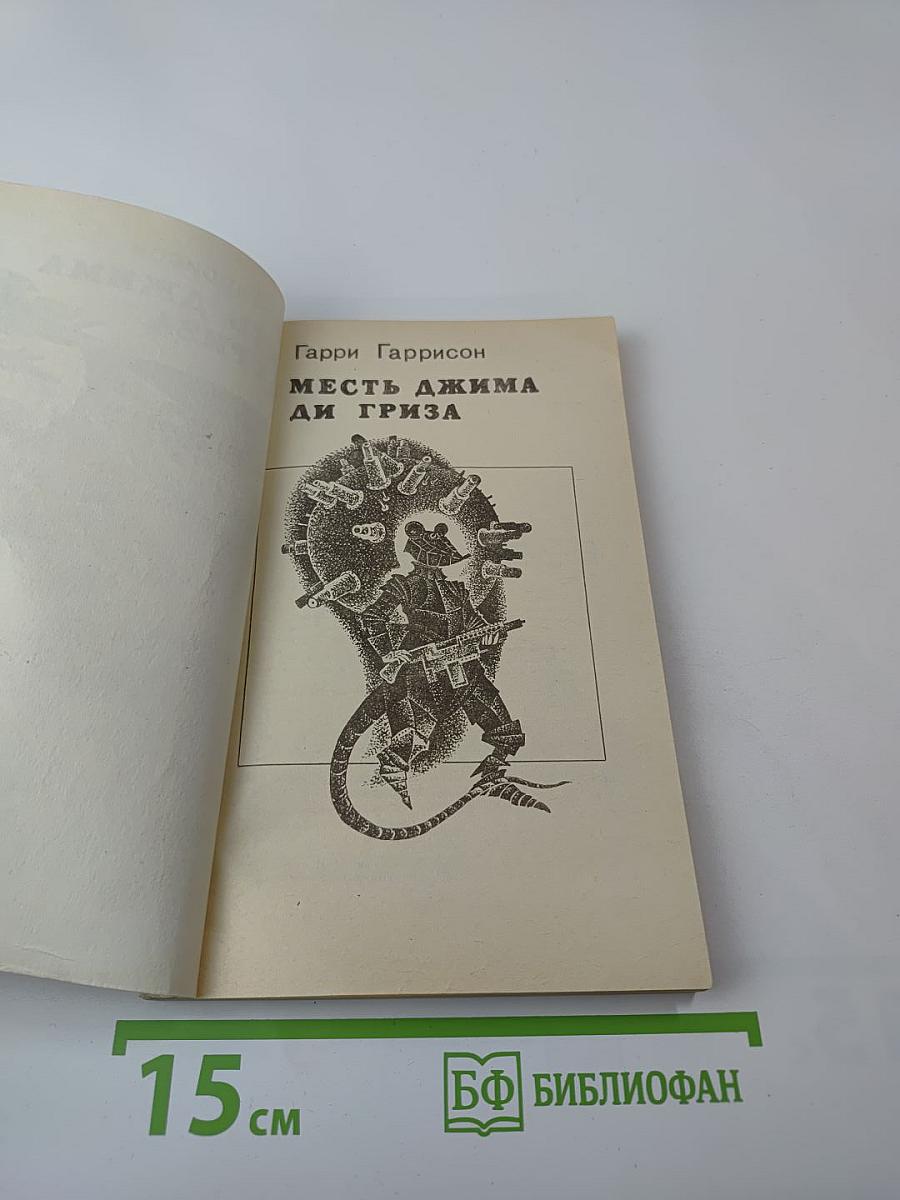 Гарри Гаррисон
МЕСТЬ ДЖИМА
ДИ ГРИЗА
15 см
БФ БИБЛИОФАН